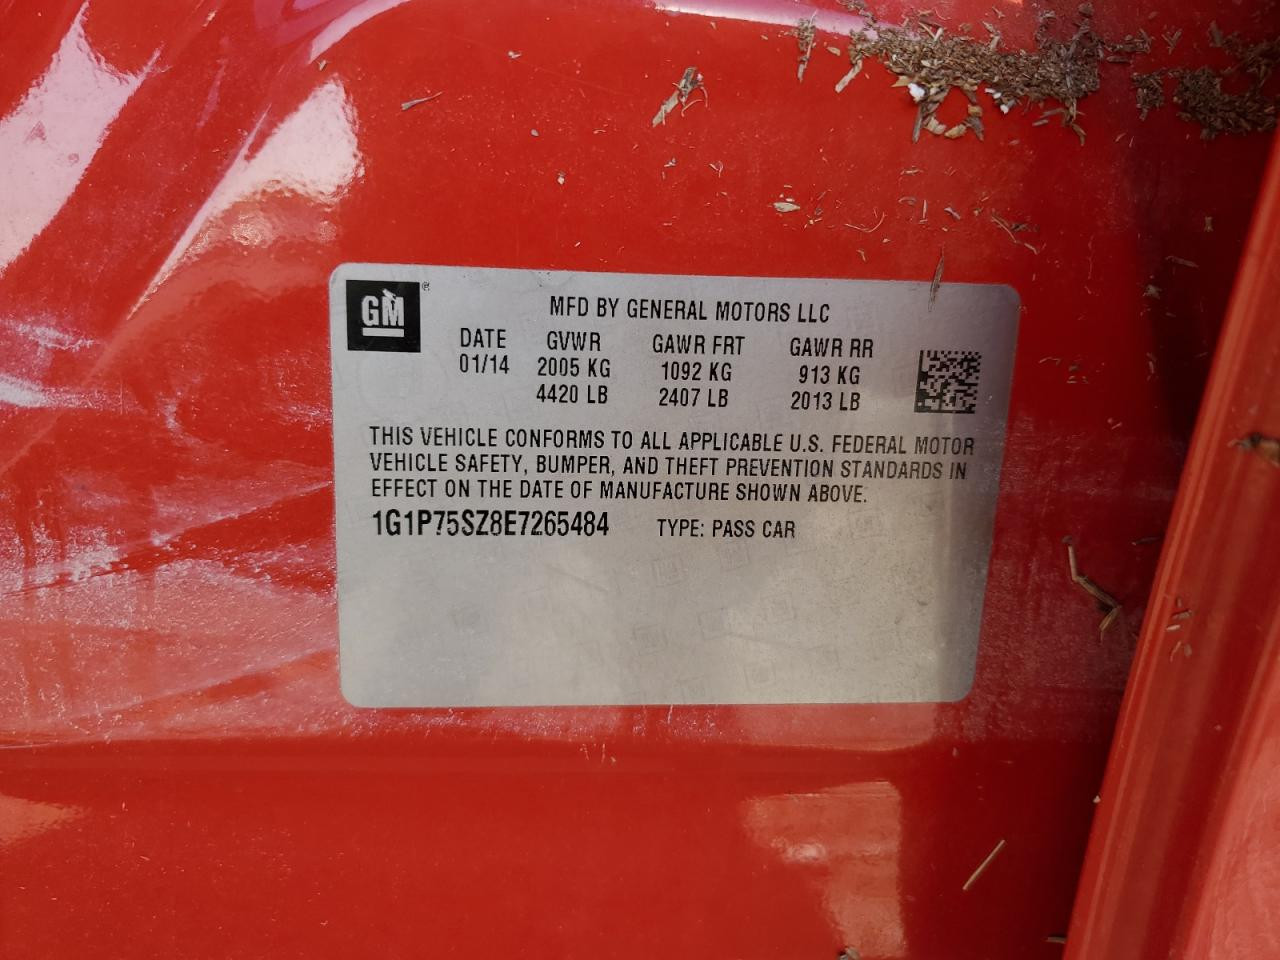 GM ®
MFD BY GENERAL MOTORS LLC
DATE GVWR GAWR FRT GAWR RR
01/14 2005 KG 1092 KG 913 KG
4420 LB 2407 LB 2013 LB
THIS VEHICLE CONFORMS TO ALL APPLICABLE U.S. FEDERAL MOTOR
VEHICLE SAFETY, BUMPER, AND THEFT PREVENTION STANDARDS IN
EFFECT ON THE DATE OF MANUFACTURE SHOWN ABOVE.
1G1P75SZ8E7265484 TYPE: PASS CAR